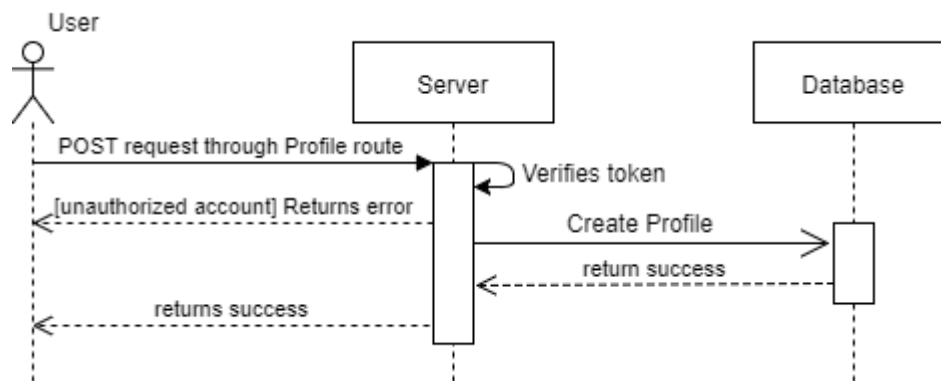 User
Server
Database
POST request through Profile route
Verifies token
[unauthorized account] Returns error
Create Profile
return success
returns success